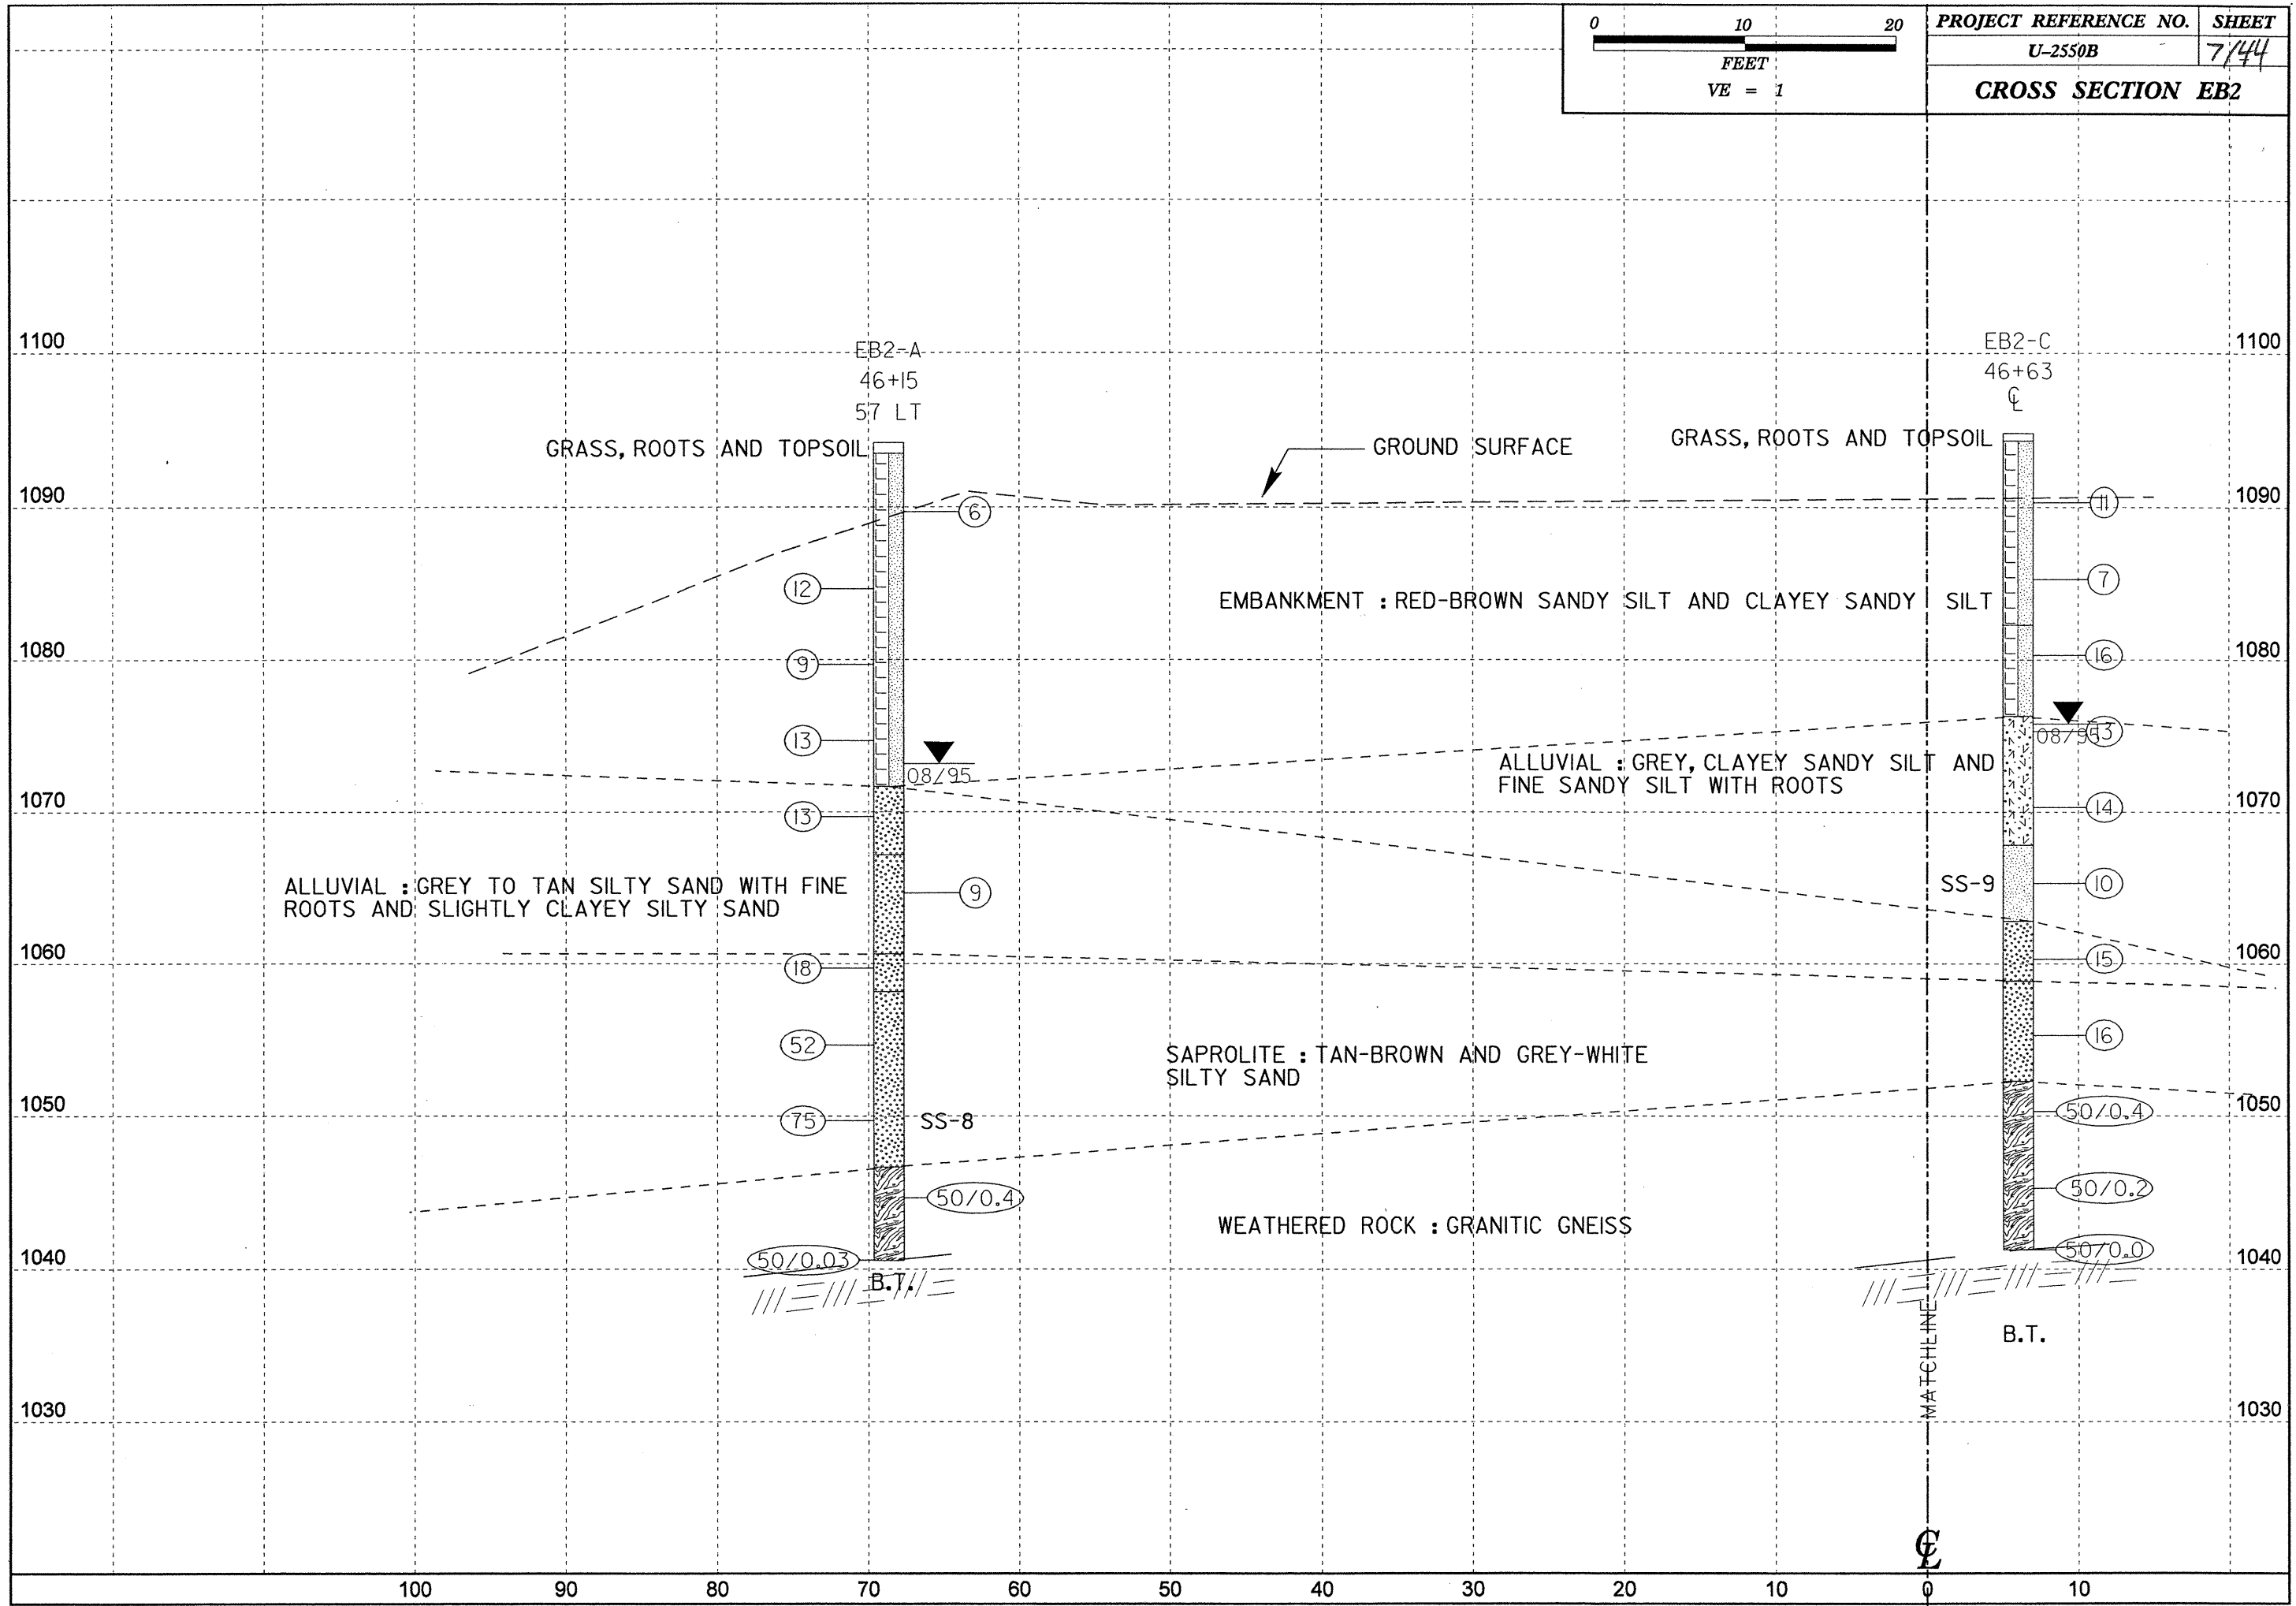 0 10 20
FEET
VE = 1
PROJECT REFERENCE NO. SHEET
U-2550B 7/44
CROSS SECTION EB2
1100 1100
EB2-A
46+15
57 LT
EB2-C
46+63
℄
GRASS, ROOTS AND TOPSOIL
GROUND SURFACE
GRASS, ROOTS AND TOPSOIL
1090 1090
6
11
12
7
EMBANKMENT : RED-BROWN SANDY SILT AND CLAYEY SANDY SILT
1080 1080
9
16
13
13
08/95
08/95
ALLUVIAL : GREY, CLAYEY SANDY SILT AND
FINE SANDY SILT WITH ROOTS
1070 1070
13
14
ALLUVIAL : GREY TO TAN SILTY SAND WITH FINE
ROOTS AND SLIGHTLY CLAYEY SILTY SAND
9
SS-9
10
1060 1060
18
15
52
16
SAPROLITE : TAN-BROWN AND GREY-WHITE
SILTY SAND
1050 1050
75
SS-8
50/0.4
50/0.4
50/0.2
WEATHERED ROCK : GRANITIC GNEISS
1040 1040
50/0.03
50/0.0
B.T.
B.T.
MATCHLINE
1030 1030
℄
100 90 80 70 60 50 40 30 20 10 0 10